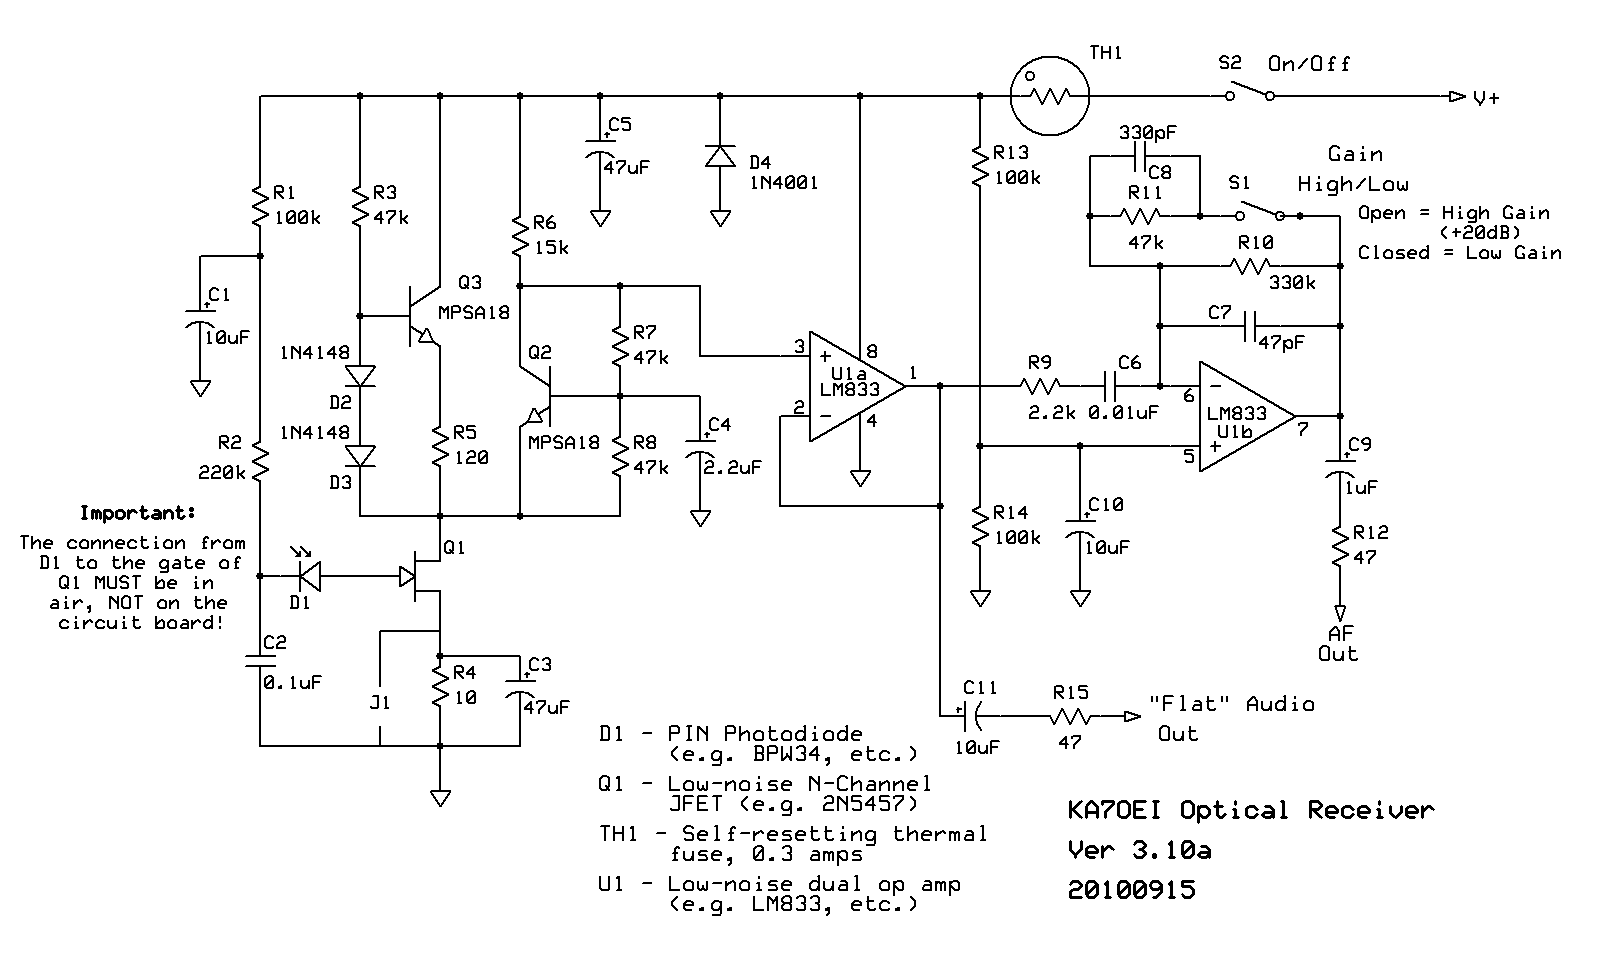 TH1
S2 On/Off
V+
R1
100k
R3
47k
C5
47uF
D4
1N4001
R13
100k
330pF
C8
R11
47k
S1
Gain
High/Low
Open = High Gain
(+20dB)
Closed = Low Gain
R10
330k
C7
47pF
R6
15k
Q3
MPSA18
C1
10uF
1N4148
D2
1N4148
D3
R5
120
Q2
MPSA18
R7
47k
R8
47k
C4
2.2uF
3
+
8
U1a
LM833
1
2
-
4
R9
2.2k
C6
0.01uF
6
-
LM833
U1b
7
+
5
C9
1uF
R12
47
AF
Out
R2
220k
Important:
The connection from
D1 to the gate of
Q1 MUST be in
air, NOT on the
circuit board!
D1
Q1
R14
100k
C10
10uF
C2
0.1uF
J1
R4
10
C3
47uF
C11
10uF
R15
47
"Flat" Audio
Out
D1 - PIN Photodiode
(e.g. BPW34, etc.)
Q1 - Low-noise N-Channel
JFET (e.g. 2N5457)
TH1 - Self-resetting thermal
fuse, 0.3 amps
U1 - Low-noise dual op amp
(e.g. LM833, etc.)
KA7OEI Optical Receiver
Ver 3.10a
20100915